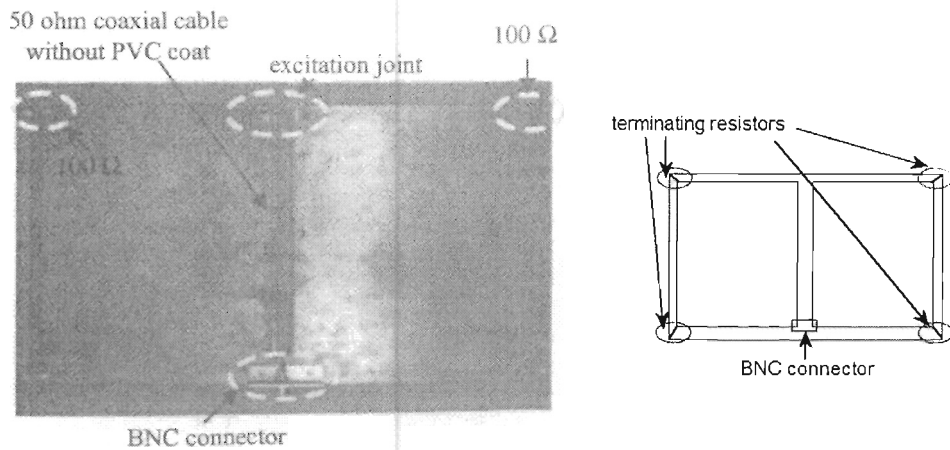 50 ohm coaxial cable
without PVC coat
100 Ω
excitation joint
100 Ω
BNC connector
terminating resistors
BNC connector